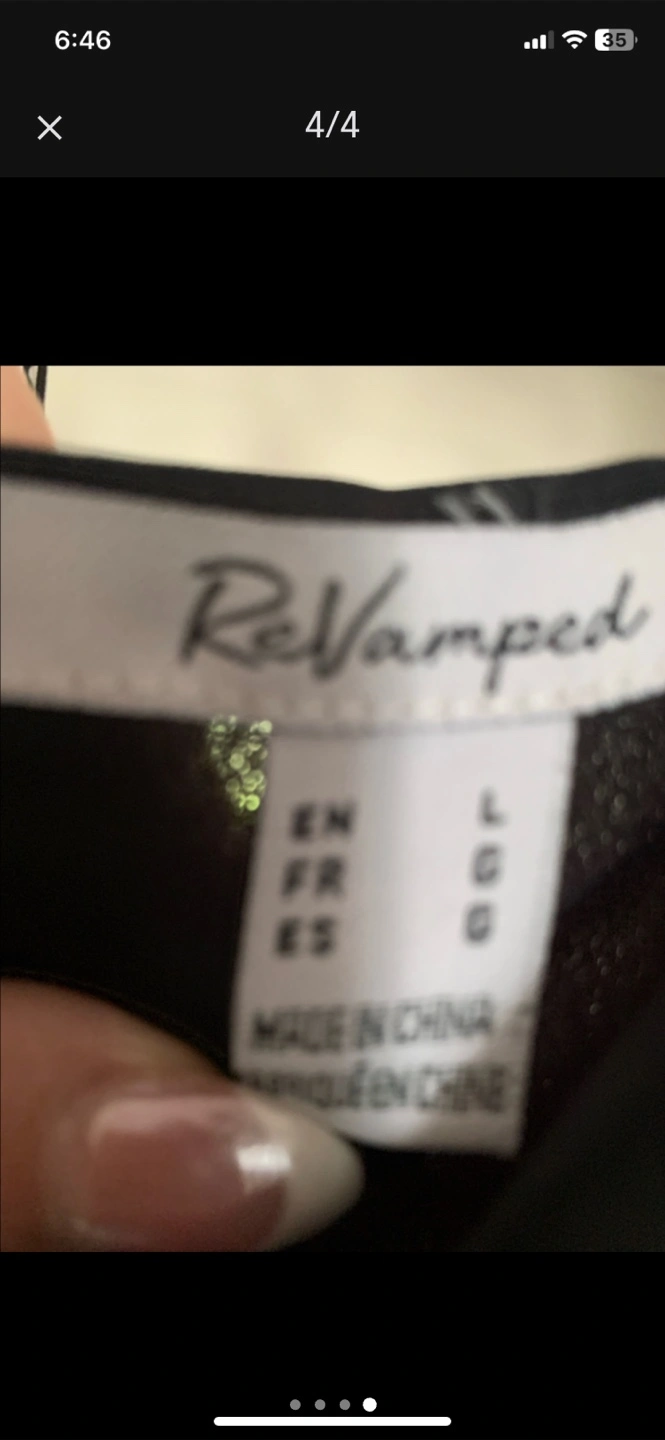 6:46
35
4/4
ReVamped
EN L
FR G
ES G
MADE IN CHINA
FABRIQUÉ EN CHINE